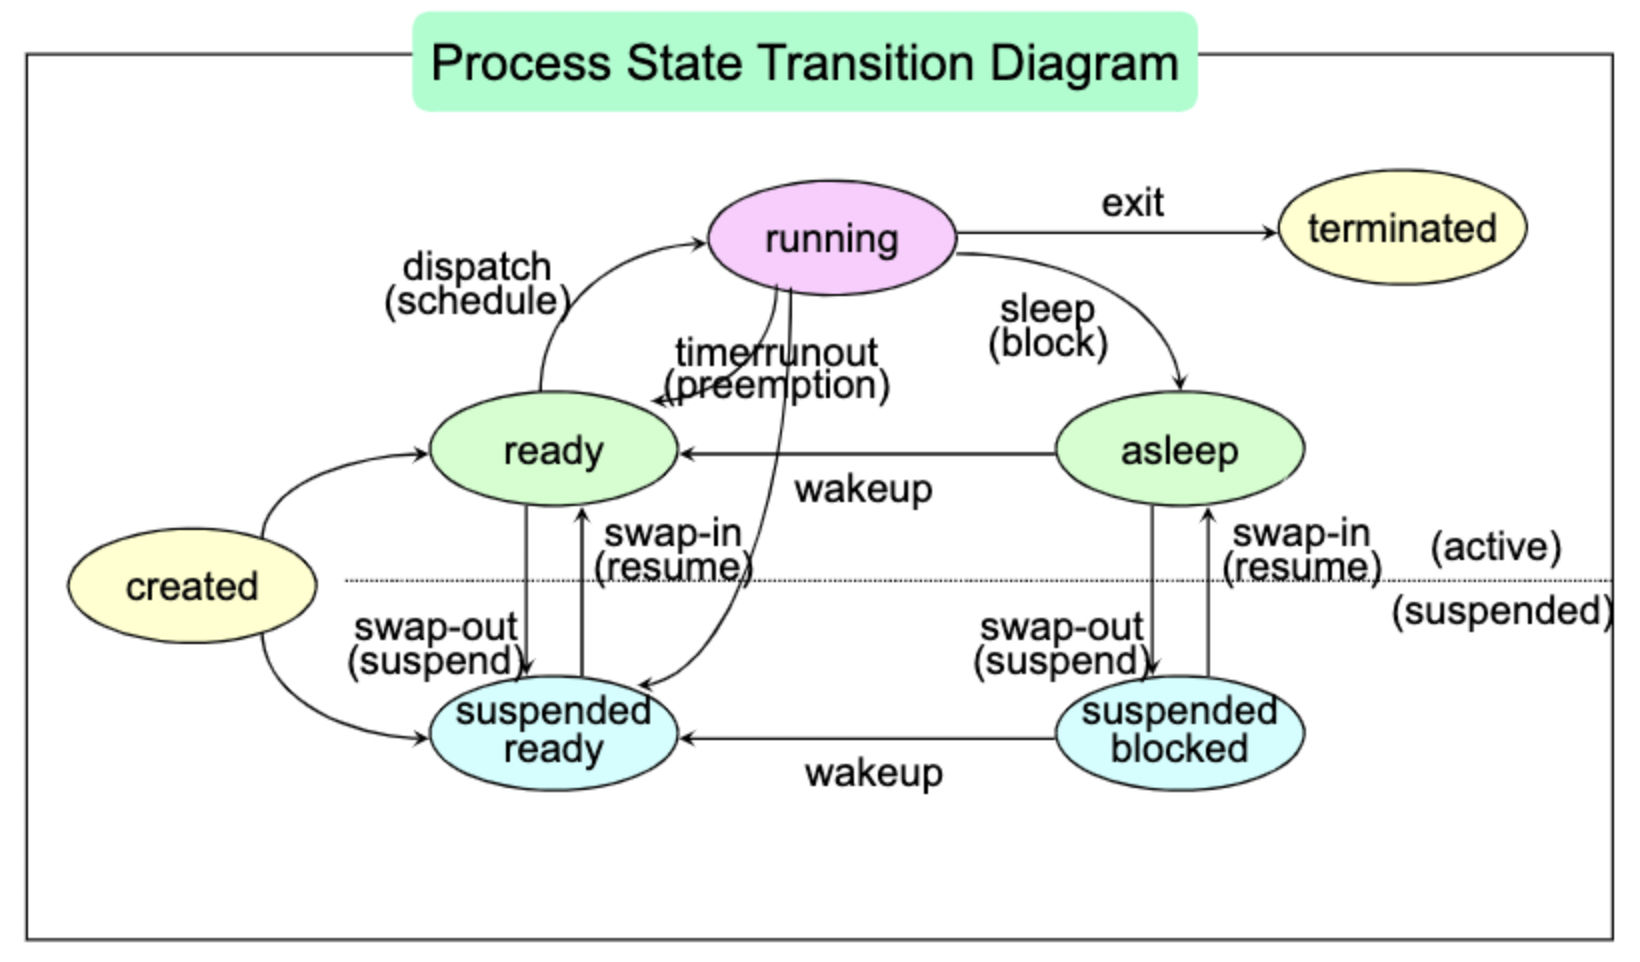 Process State Transition Diagram
exit
running
terminated
dispatch
(schedule)
sleep
(block)
timerrunout
(preemption)
ready
asleep
wakeup
swap-in
(resume)
swap-in
(resume)
(active)
created
(suspended)
swap-out
(suspend)
swap-out
(suspend)
suspended
ready
suspended
blocked
wakeup